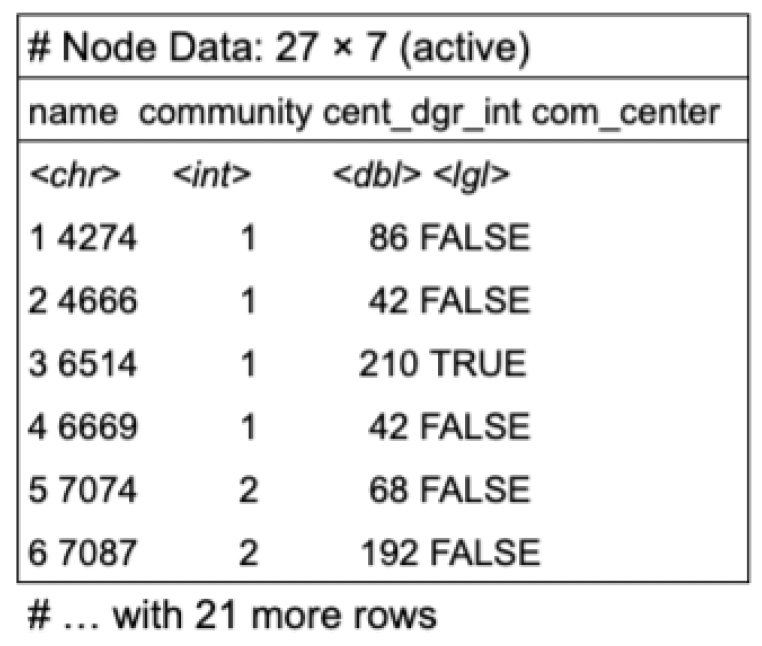 # Node Data: 27 × 7 (active)
name community cent_dgr_int com_center
<chr> <int> <dbl> <lgl>
1 4274 1 86 FALSE
2 4666 1 42 FALSE
3 6514 1 210 TRUE
4 6669 1 42 FALSE
5 7074 2 68 FALSE
6 7087 2 192 FALSE
# … with 21 more rows